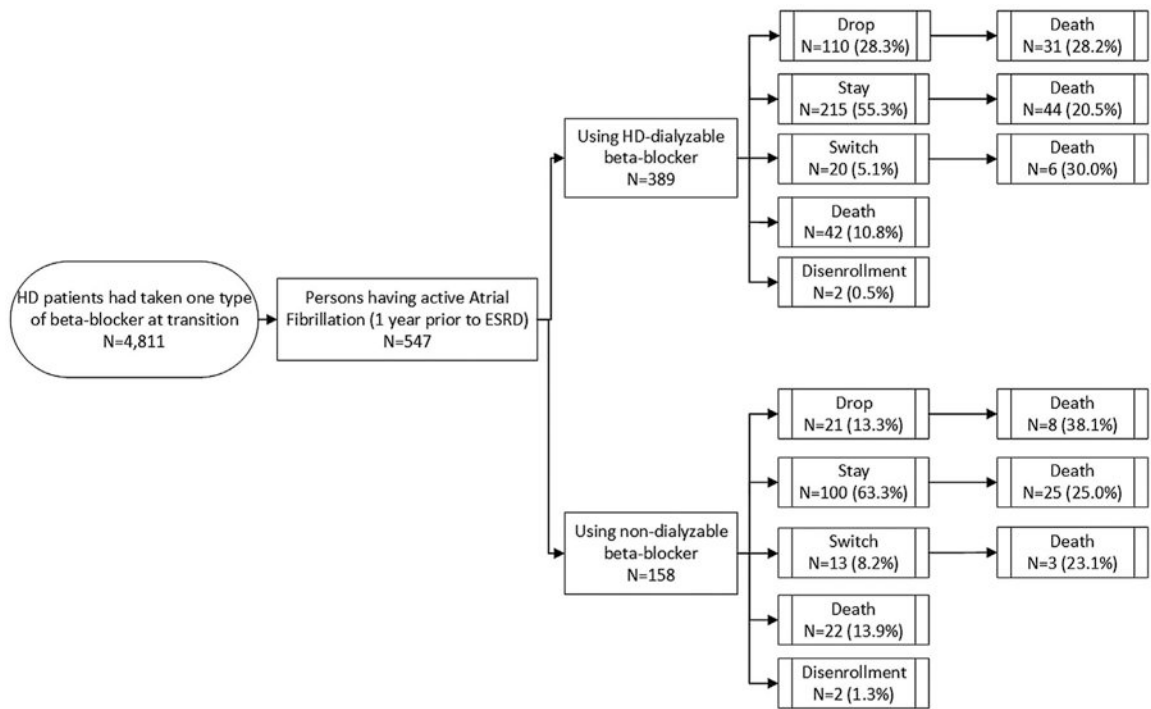 HD patients had taken one type
of beta-blocker at transition
N=4,811
Persons having active Atrial
Fibrillation (1 year prior to ESRD)
N=547
Using HD-dialyzable
beta-blocker
N=389
Drop
N=110 (28.3%)
Death
N=31 (28.2%)
Stay
N=215 (55.3%)
Death
N=44 (20.5%)
Switch
N=20 (5.1%)
Death
N=6 (30.0%)
Death
N=42 (10.8%)
Disenrollment
N=2 (0.5%)
Using non-dialyzable
beta-blocker
N=158
Drop
N=21 (13.3%)
Death
N=8 (38.1%)
Stay
N=100 (63.3%)
Death
N=25 (25.0%)
Switch
N=13 (8.2%)
Death
N=3 (23.1%)
Death
N=22 (13.9%)
Disenrollment
N=2 (1.3%)